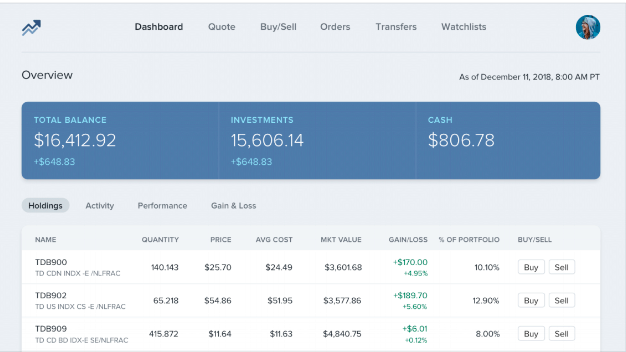 Dashboard Quote Buy/Sell Orders Transfers Watchlists
Overview
As of December 11, 2018, 8:00 AM PT
TOTAL BALANCE INVESTMENTS CASH
$16,412.92 15,606.14 $806.78
+$648.83 +$648.83
Holdings Activity Performance Gain & Loss
NAME QUANTITY PRICE AVG COST MKT VALUE GAIN/LOSS % OF PORTFOLIO BUY/SELL
TDB900 140.143 $25.70 $24.49 $3,601.68 +$170.00 10.10% Buy Sell
TD CDN INDX -E /NLFRAC +4.95%
TDB902 65.218 $54.86 $51.95 $3,577.86 +$189.70 12.90% Buy Sell
TD US INDX CS -E /NLFRAC +5.60%
TDB909 415.872 $11.64 $11.63 $4,840.75 +$6.01 8.00% Buy Sell
TD CD BD IDX-E SE/NLFRAC +0.12%